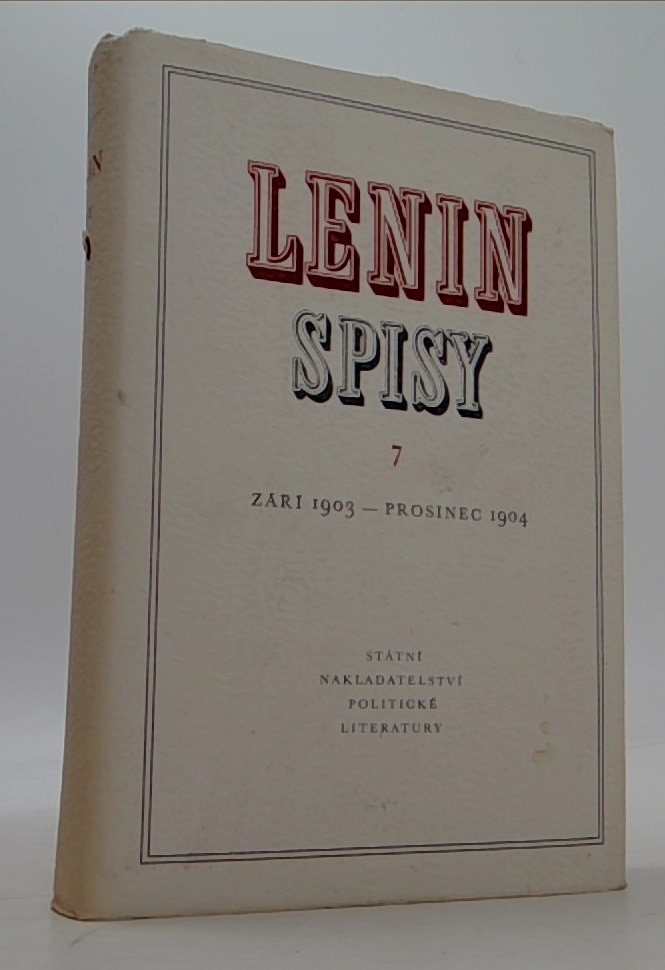 LENIN
SPISY
7
ZÁŘÍ 1903 — PROSINEC 1904
STÁTNÍ
NAKLADATELSTVÍ
POLITICKÉ
LITERATURY